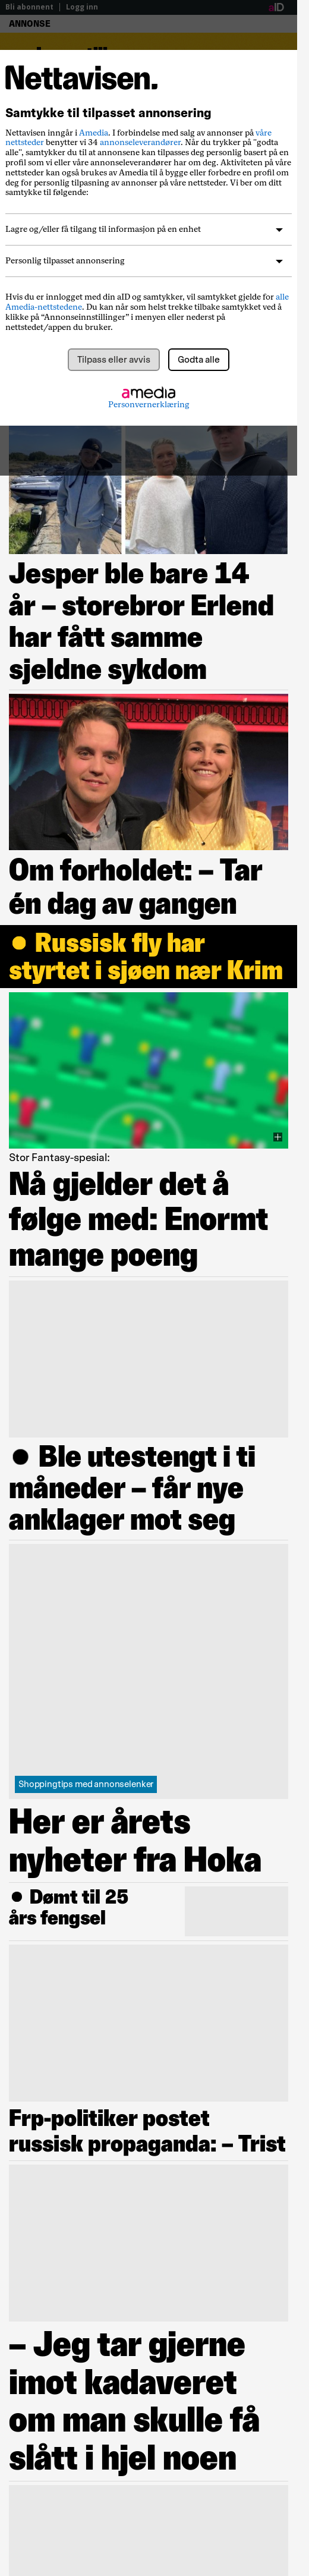 Bli abonnent | Logg inn
aID
ANNONSE
Nettavisen.
Samtykke til tilpasset annonsering
Nettavisen inngår i Amedia. I forbindelse med salg av annonser på våre
nettsteder benytter vi 34 annonseleverandører. Når du trykker på "godta
alle", samtykker du til at annonsene kan tilpasses deg personlig basert på en
profil som vi eller våre annonseleverandører har om deg. Aktiviteten på våre
nettsteder kan også brukes av Amedia til å bygge eller forbedre en profil om
deg for personlig tilpasning av annonser på våre nettsteder. Vi ber om ditt
samtykke til følgende:
Lagre og/eller få tilgang til informasjon på en enhet
Personlig tilpasset annonsering
Hvis du er innlogget med din aID og samtykker, vil samtykket gjelde for alle
Amedia-nettstedene. Du kan når som helst trekke tilbake samtykket ved å
klikke på “Annonseinnstillinger” i menyen eller nederst på
nettstedet/appen du bruker.
Tilpass eller avvis
Godta alle
amedia
Personvernerklæring
Jesper ble bare 14
år – storebror Erlend
har fått samme
sjeldne sykdom
Om forholdet: – Tar
én dag av gangen
● Russisk fly har
styrtet i sjøen nær Krim
Stor Fantasy-spesial:
Nå gjelder det å
følge med: Enormt
mange poeng
● Ble utestengt i ti
måneder – får nye
anklager mot seg
Shoppingtips med annonselenker
Her er årets
nyheter fra Hoka
● Dømt til 25
års fengsel
Frp-politiker postet
russisk propaganda: – Trist
– Jeg tar gjerne
imot kadaveret
om man skulle få
slått i hjel noen